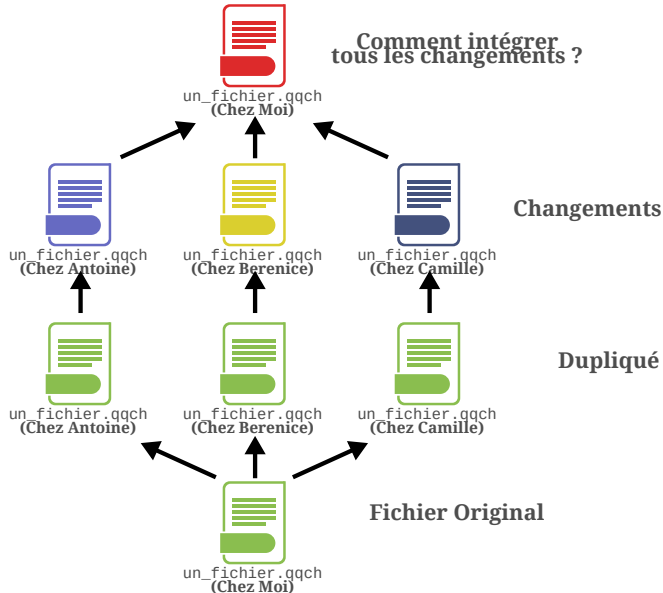 Comment intégrer
tous les changements ?
un_fichier.qqch
(Chez Moi)
Changements
un_fichier.qqch
(Chez Antoine)
un_fichier.qqch
(Chez Berenice)
un_fichier.qqch
(Chez Camille)
Dupliqué
un_fichier.qqch
(Chez Antoine)
un_fichier.qqch
(Chez Berenice)
un_fichier.qqch
(Chez Camille)
Fichier Original
un_fichier.qqch
(Chez Moi)